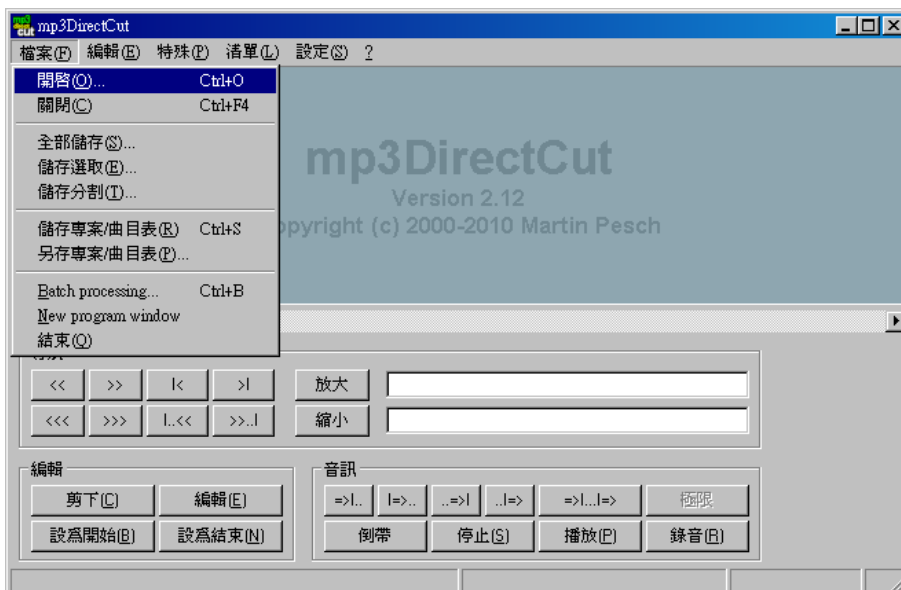 mp3DirectCut
檔案(F) 編輯(E) 特殊(P) 清單(L) 設定(S) ?
開啓(O)... Ctrl+O
關閉(C) Ctrl+F4
全部儲存(S)...
儲存選取(E)...
儲存分割(T)...
儲存專案/曲目表(R) Ctrl+S
另存專案/曲目表(P)...
Batch processing... Ctrl+B
New program window
結束(Q)
mp3DirectCut
Version 2.12
opyright (c) 2000-2010 Martin Pesch
<< >> |< >| 放大
<<< >>> |..<< >>..| 縮小
編輯
剪下(C) 編輯(E)
設爲開始(B) 設爲結束(N)
音訊
=>|.. |=>.. ..=>| ..|=> =>|...|=> 極限
倒帶 停止(S) 播放(P) 錄音(R)